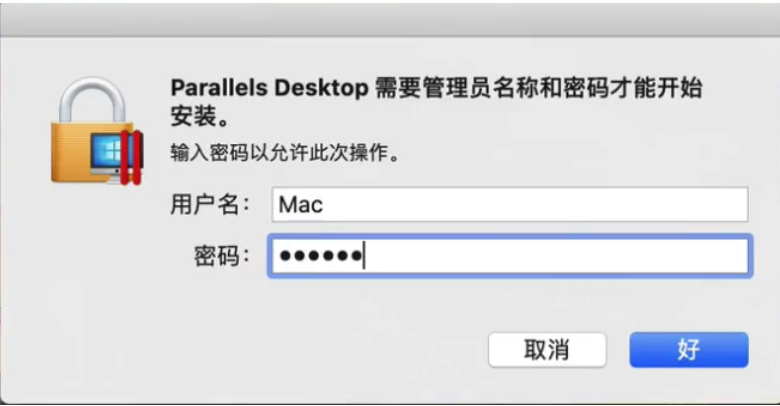 Parallels Desktop 需要管理员名称和密码才能开始
安装。
输入密码以允许此次操作。
用户名： Mac
密码： ••••••
取消 好